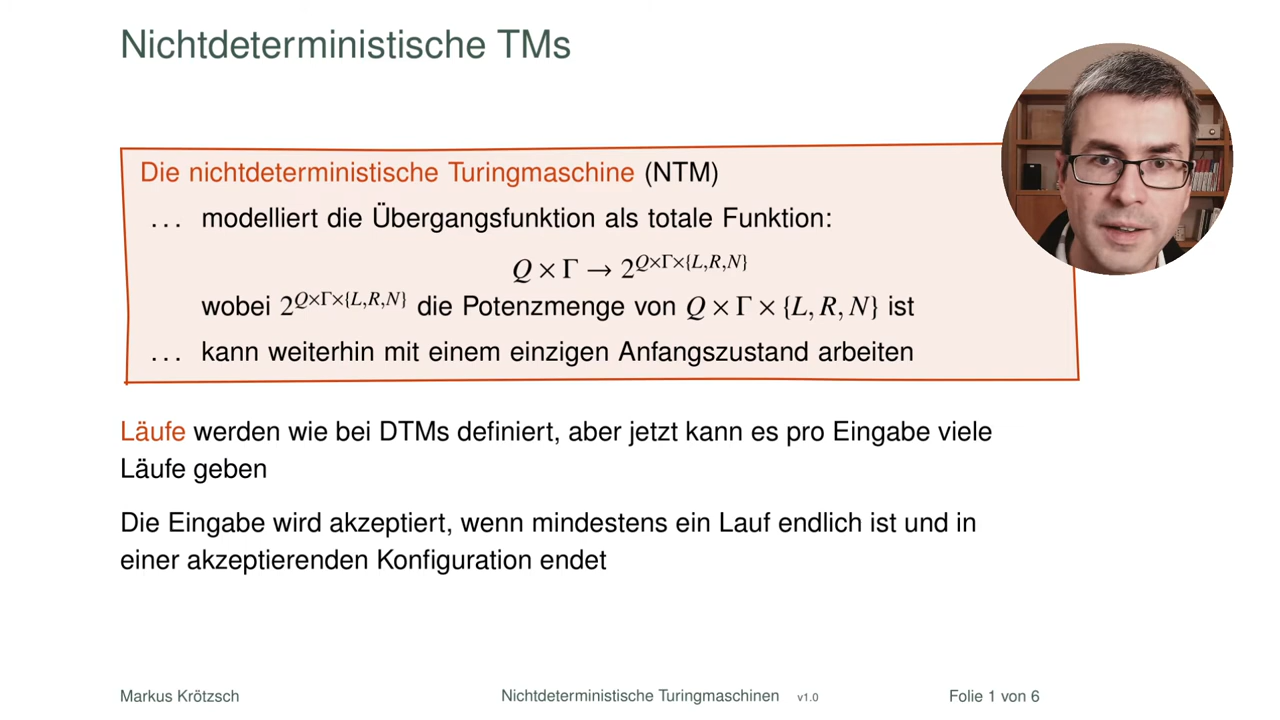 Nichtdeterministische TMs
Die nichtdeterministische Turingmaschine (NTM)
... modelliert die Übergangsfunktion als totale Funktion:
Q × Γ → 2^{Q×Γ×{L,R,N}}
wobei 2^{Q×Γ×{L,R,N}} die Potenzmenge von Q × Γ × {L, R, N} ist
... kann weiterhin mit einem einzigen Anfangszustand arbeiten
Läufe werden wie bei DTMs definiert, aber jetzt kann es pro Eingabe viele
Läufe geben
Die Eingabe wird akzeptiert, wenn mindestens ein Lauf endlich ist und in
einer akzeptierenden Konfiguration endet
Markus Krötzsch Nichtdeterministische Turingmaschinen v1.0 Folie 1 von 6